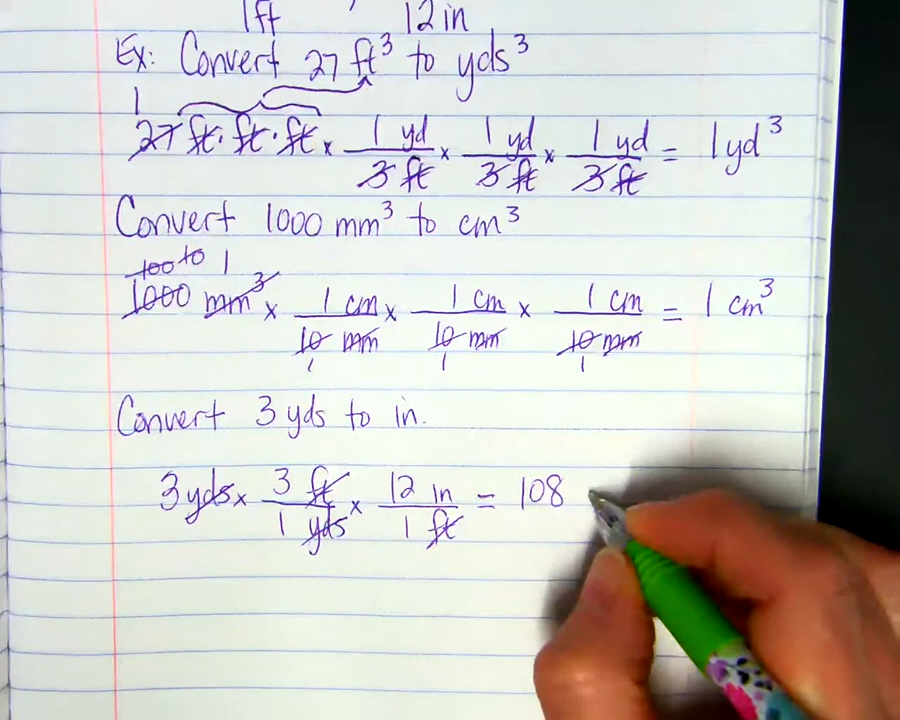 1ft , 12 in
Ex: Convert 27 ft³ to yds³
1
27 ft · ft · ft × 1 yd / 3 ft × 1 yd / 3 ft × 1 yd / 3 ft = 1 yd³
Convert 1000 mm³ to cm³
100 to 1
1000 mm³ × 1 cm / 10 mm × 1 cm / 10 mm × 1 cm / 10 mm = 1 cm³
1 1 1
Convert 3 yds to in.
3 yds × 3 ft / 1 yds × 12 in / 1 ft = 108